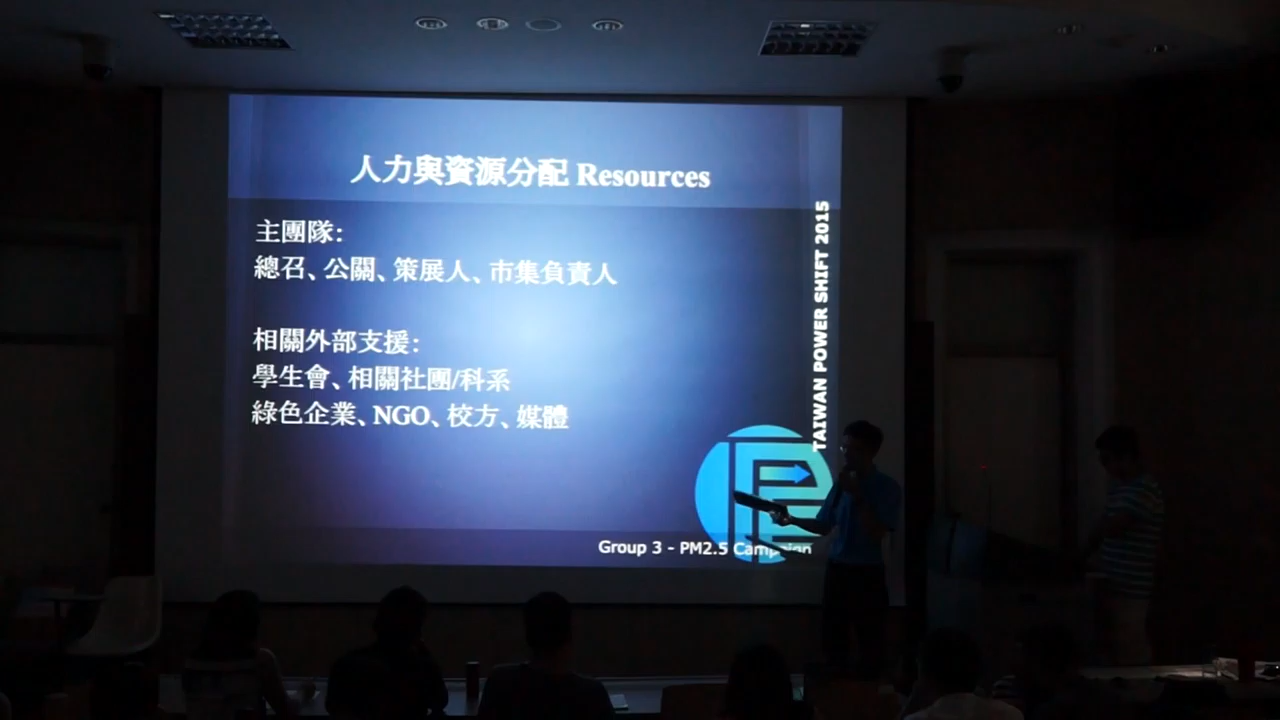 人力與資源分配 Resources
主團隊:
總召、公關、策展人、市集負責人
相關外部支援:
學生會、相關社團/科系
綠色企業、NGO、校方、媒體
TAIWAN POWER SHIFT 2015
Group 3 - PM2.5 Campaign